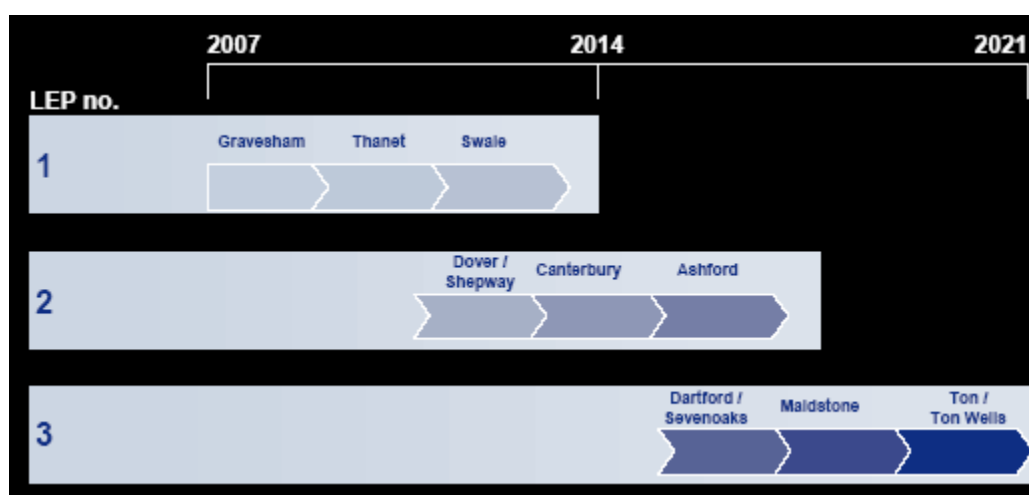 2007 2014 2021
LEP no.
1
Gravesham Thanet Swale
2
Dover /
Shepway
Canterbury Ashford
3
Dartford /
Sevenoaks
Maidstone
Ton /
Ton Wells